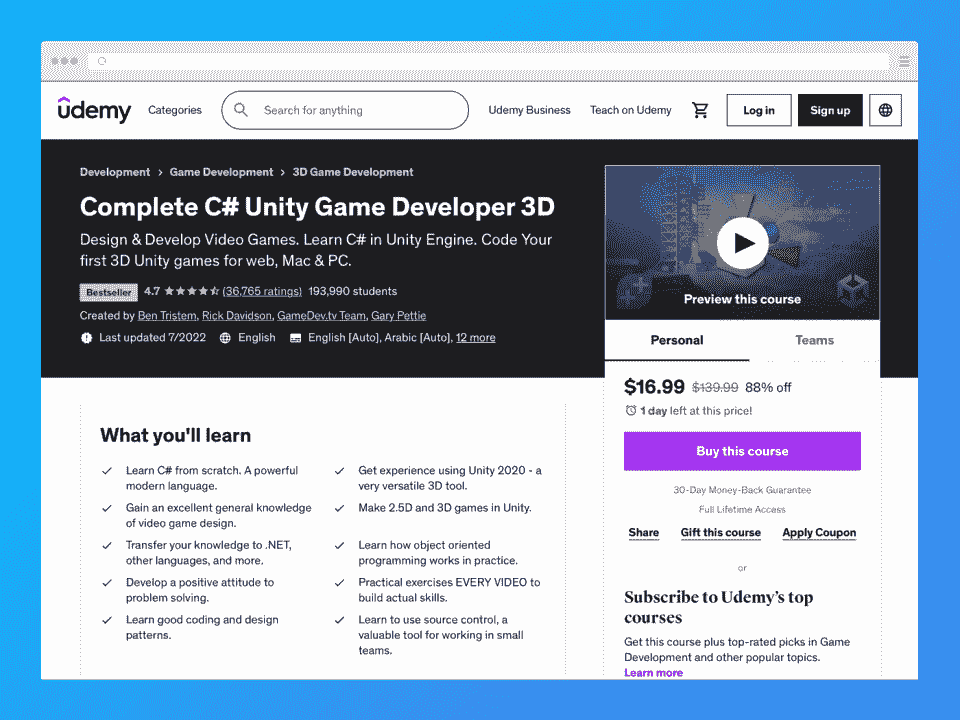 ûdemy Categories Search for anything Udemy Business Teach on Udemy Log in Sign up
Development > Game Development > 3D Game Development
Complete C# Unity Game Developer 3D
Design & Develop Video Games. Learn C# in Unity Engine. Code Your
first 3D Unity games for web, Mac & PC.
Bestseller 4.7 (36,765 ratings) 193,990 students
Created by Ben Tristem, Rick Davidson, GameDev.tv Team, Gary Pettie
Last updated 7/2022 English English [Auto], Arabic [Auto], 12 more
Preview this course
Personal Teams
$16.99 $139.99 88% off
1 day left at this price!
Buy this course
30-Day Money-Back Guarantee
Full Lifetime Access
Share Gift this course Apply Coupon
or
Subscribe to Udemy's top
courses
Get this course plus top-rated picks in Game
Development and other popular topics.
Learn more
What you'll learn
Learn C# from scratch. A powerful
modern language.
Gain an excellent general knowledge
of video game design.
Transfer your knowledge to .NET,
other languages, and more.
Develop a positive attitude to
problem solving.
Learn good coding and design
patterns.
Get experience using Unity 2020 - a
very versatile 3D tool.
Make 2.5D and 3D games in Unity.
Learn how object oriented
programming works in practice.
Practical exercises EVERY VIDEO to
build actual skills.
Learn to use source control, a
valuable tool for working in small
teams.